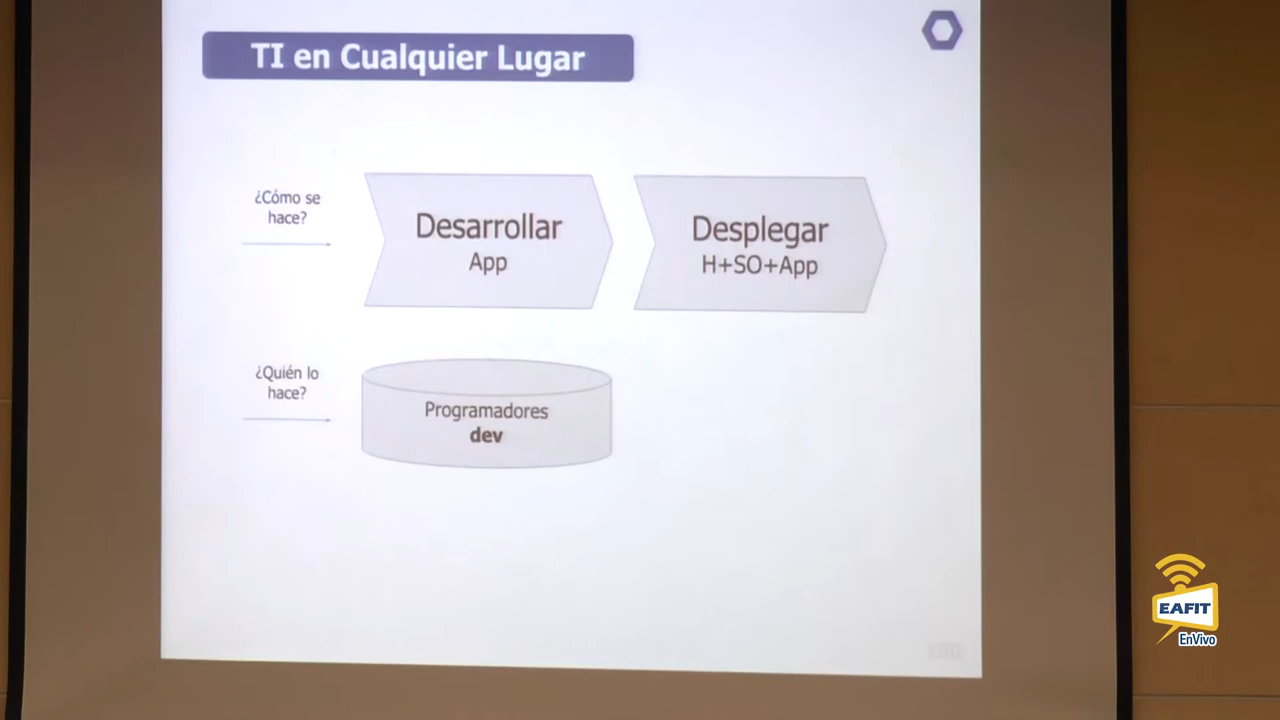 TI en Cualquier Lugar
¿Cómo se
hace?
Desarrollar
App
Desplegar
H+SO+App
¿Quién lo
hace?
Programadores
dev
EAFIT
EnVivo